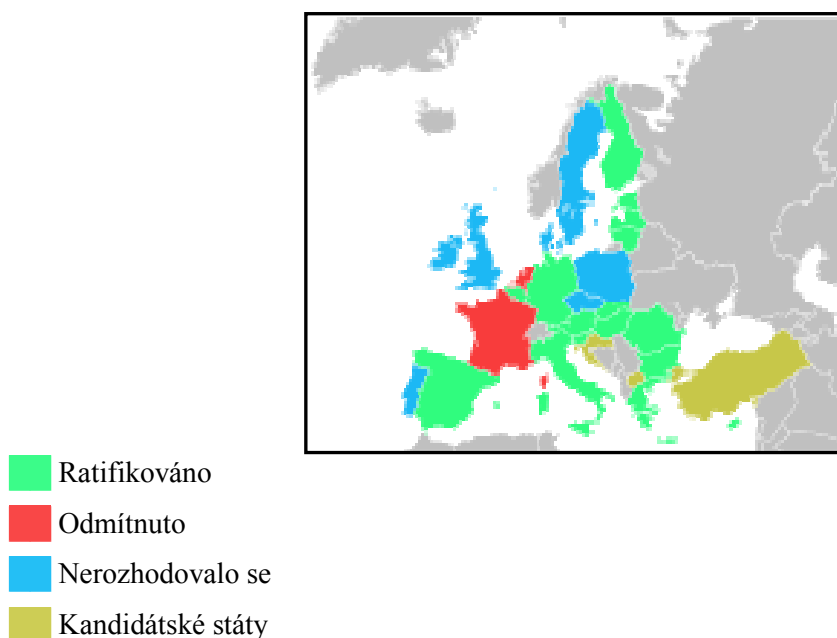 Ratifikováno
Odmítnuto
Nerozhodovalo se
Kandidátské státy